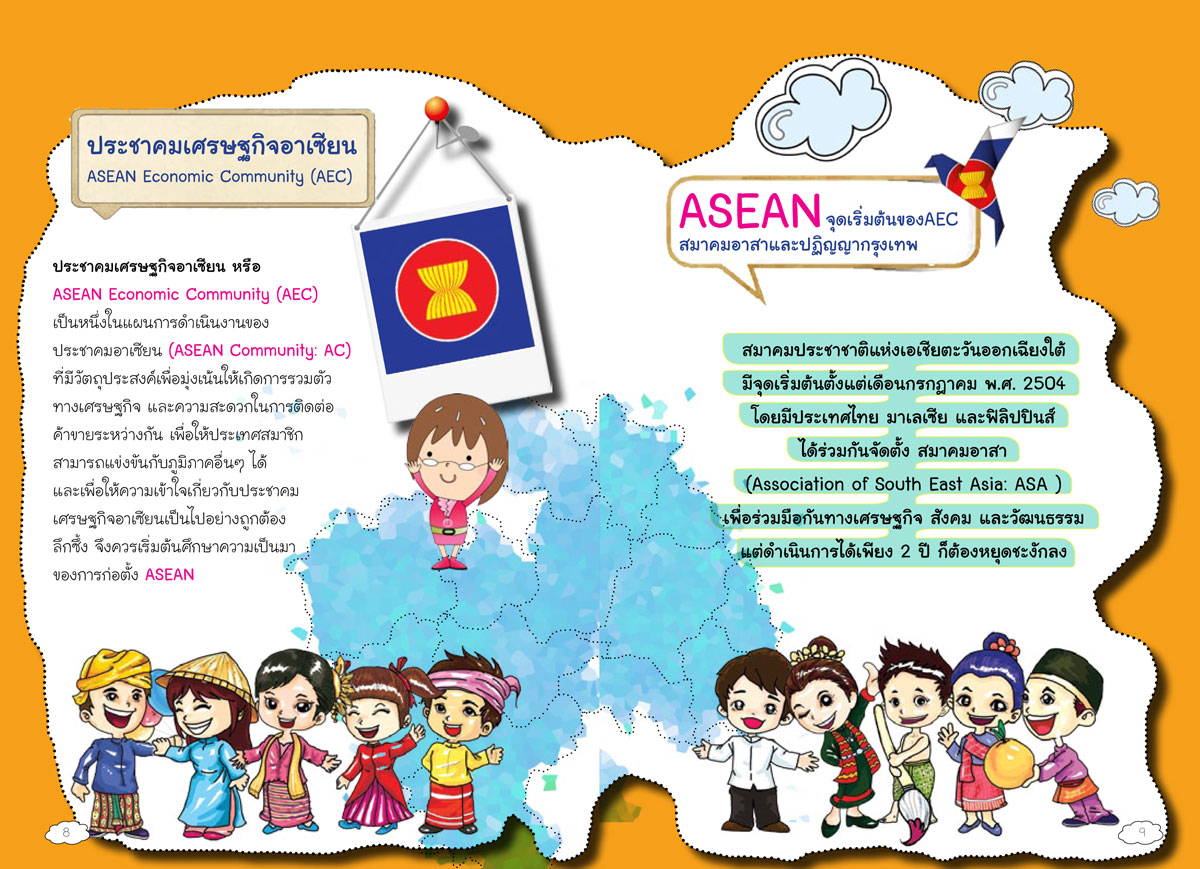 ประชาคมเศรษฐกิจอาเซียน
ASEAN Economic Community (AEC)
ประชาคมเศรษฐกิจอาเซียน หรือ
ASEAN Economic Community (AEC)
เป็นหนึ่งในแผนการดำเนินงานของ
ประชาคมอาเซียน (ASEAN Community: AC)
ที่มีวัตถุประสงค์เพื่อมุ่งเน้นให้เกิดการรวมตัว
ทางเศรษฐกิจ และความสะดวกในการติดต่อ
ค้าขายระหว่างกัน เพื่อให้ประเทศสมาชิก
สามารถแข่งขันกับภูมิภาคอื่นๆ ได้
และเพื่อให้ความเข้าใจเกี่ยวกับประชาคม
เศรษฐกิจอาเซียนเป็นไปอย่างถูกต้อง
ลึกซึ้ง จึงควรเริ่มต้นศึกษาความเป็นมา
ของการก่อตั้ง ASEAN
8
ASEAN จุดเริ่มต้นของAEC
สมาคมอาสาและปฏิญญากรุงเทพ
สมาคมประชาชาติแห่งเอเชียตะวันออกเฉียงใต้
มีจุดเริ่มต้นตั้งแต่เดือนกรกฎาคม พ.ศ. 2504
โดยมีประเทศไทย มาเลเซีย และฟิลิปปินส์
ได้ร่วมกันจัดตั้ง สมาคมอาสา
(Association of South East Asia: ASA )
เพื่อร่วมมือกันทางเศรษฐกิจ สังคม และวัฒนธรรม
แต่ดำเนินการได้เพียง 2 ปี ก็ต้องหยุดชะงักลง
9